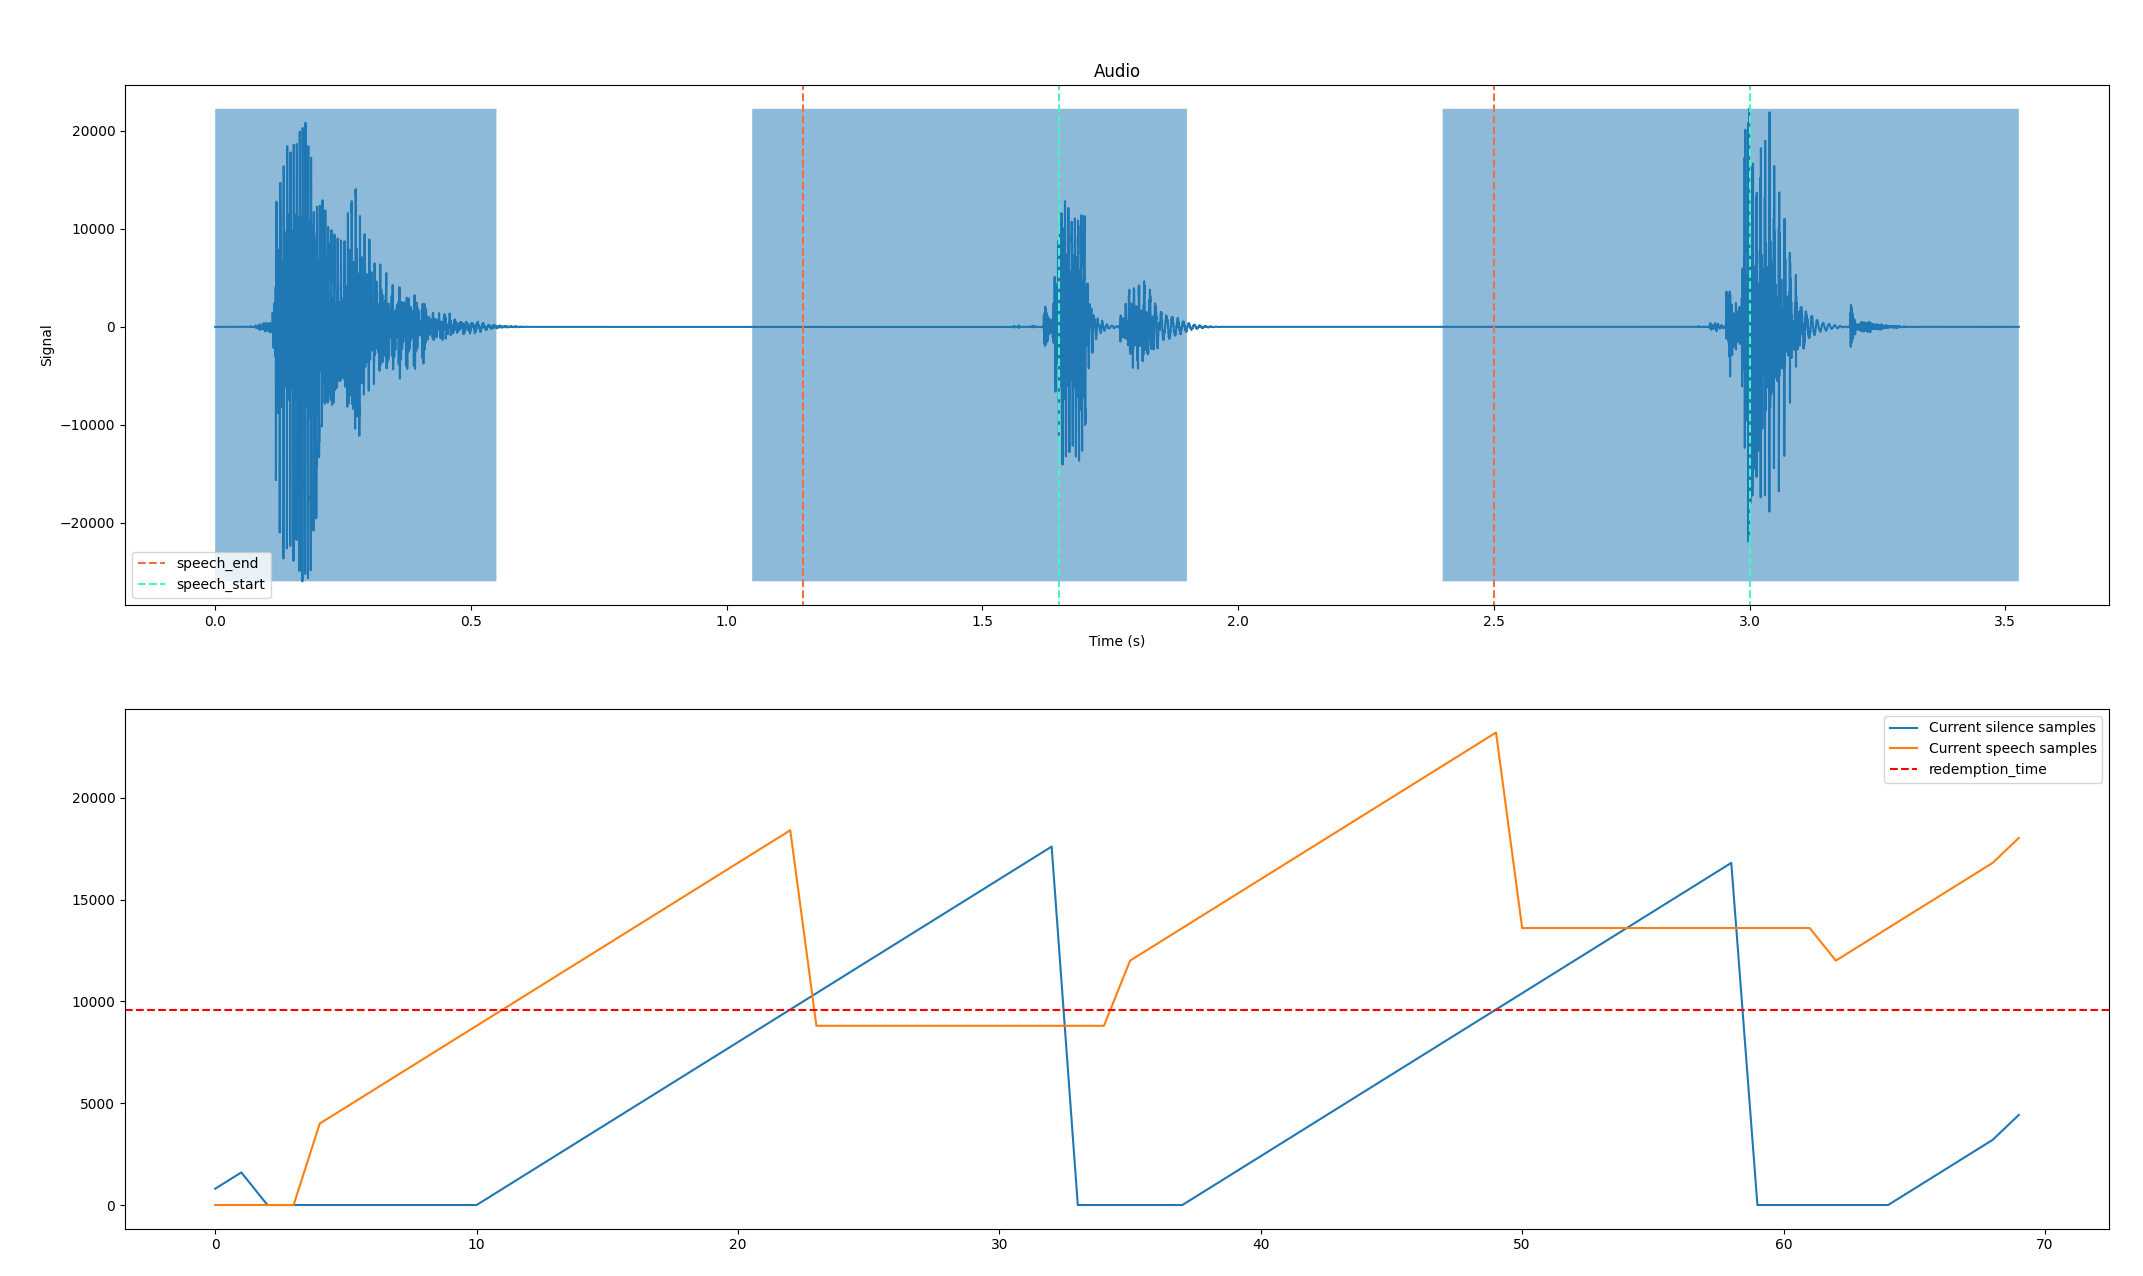 Audio
20000
10000
0
−10000
−20000
Signal
speech_end
speech_start
0.0 0.5 1.0 1.5 2.0 2.5 3.0 3.5
Time (s)
Current silence samples
Current speech samples
redemption_time
20000
15000
10000
5000
0
0 10 20 30 40 50 60 70